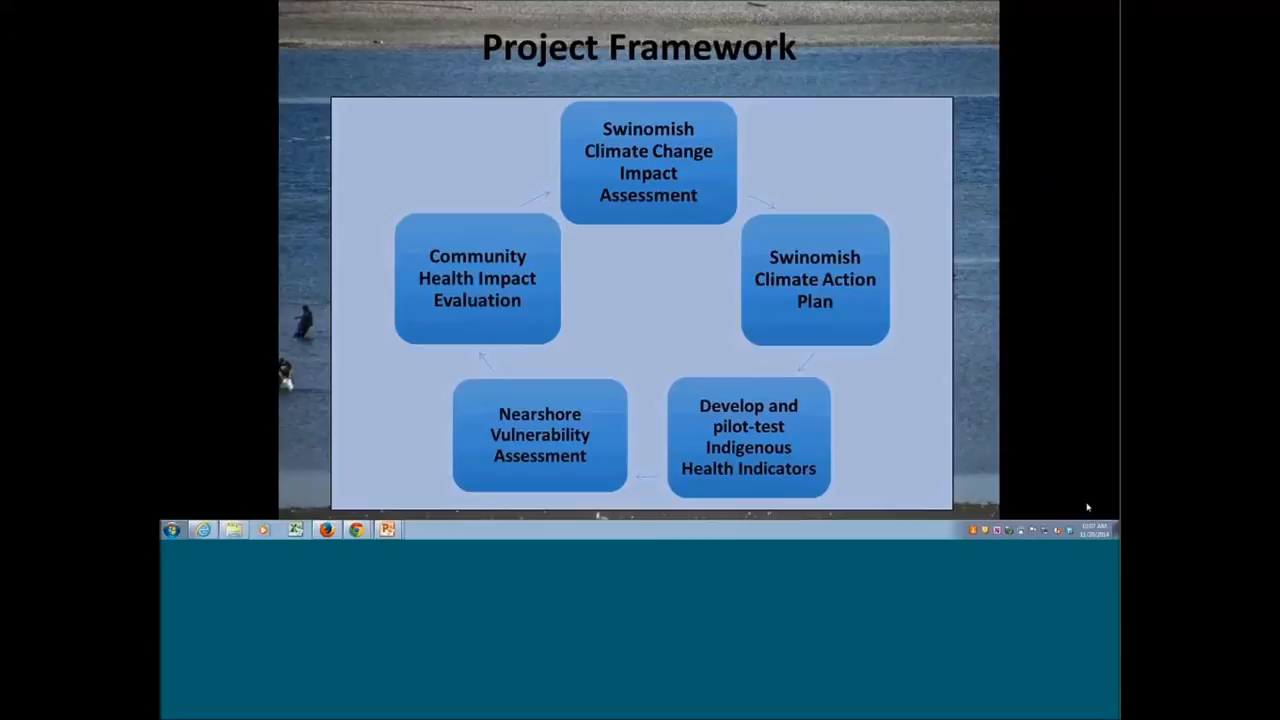 Project Framework
Swinomish
Climate Change
Impact
Assessment
Swinomish
Climate Action
Plan
Develop and
pilot-test
Indigenous
Health Indicators
Nearshore
Vulnerability
Assessment
Community
Health Impact
Evaluation